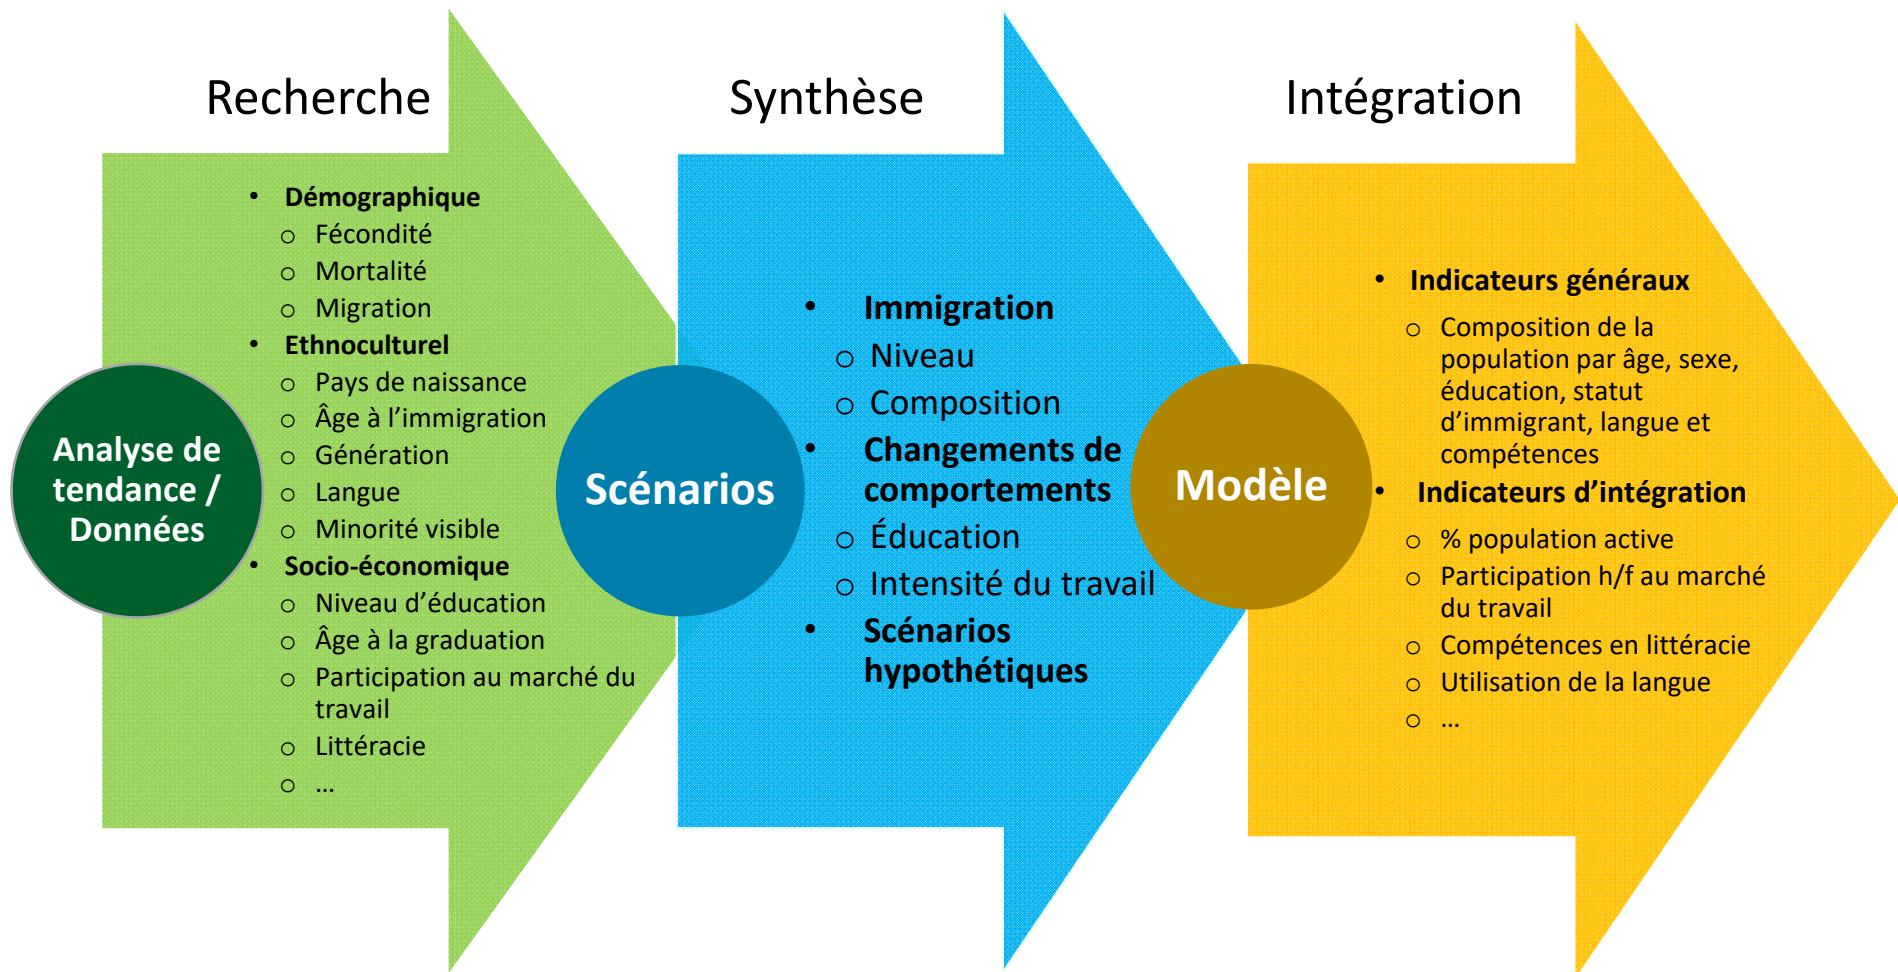 Recherche
Analyse de
tendance /
Données
• Démographique
o Fécondité
o Mortalité
o Migration
• Ethnoculturel
o Pays de naissance
o Âge à l’immigration
o Génération
o Langue
o Minorité visible
• Socio-économique
o Niveau d’éducation
o Âge à la graduation
o Participation au marché du
travail
o Littéracie
o ...
Synthèse
Scénarios
• Immigration
o Niveau
o Composition
• Changements de
comportements
o Éducation
o Intensité du travail
• Scénarios
hypothétiques
Intégration
Modèle
• Indicateurs généraux
o Composition de la
population par âge, sexe,
éducation, statut
d’immigrant, langue et
compétences
• Indicateurs d’intégration
o % population active
o Participation h/f au marché
du travail
o Compétences en littéracie
o Utilisation de la langue
o ...